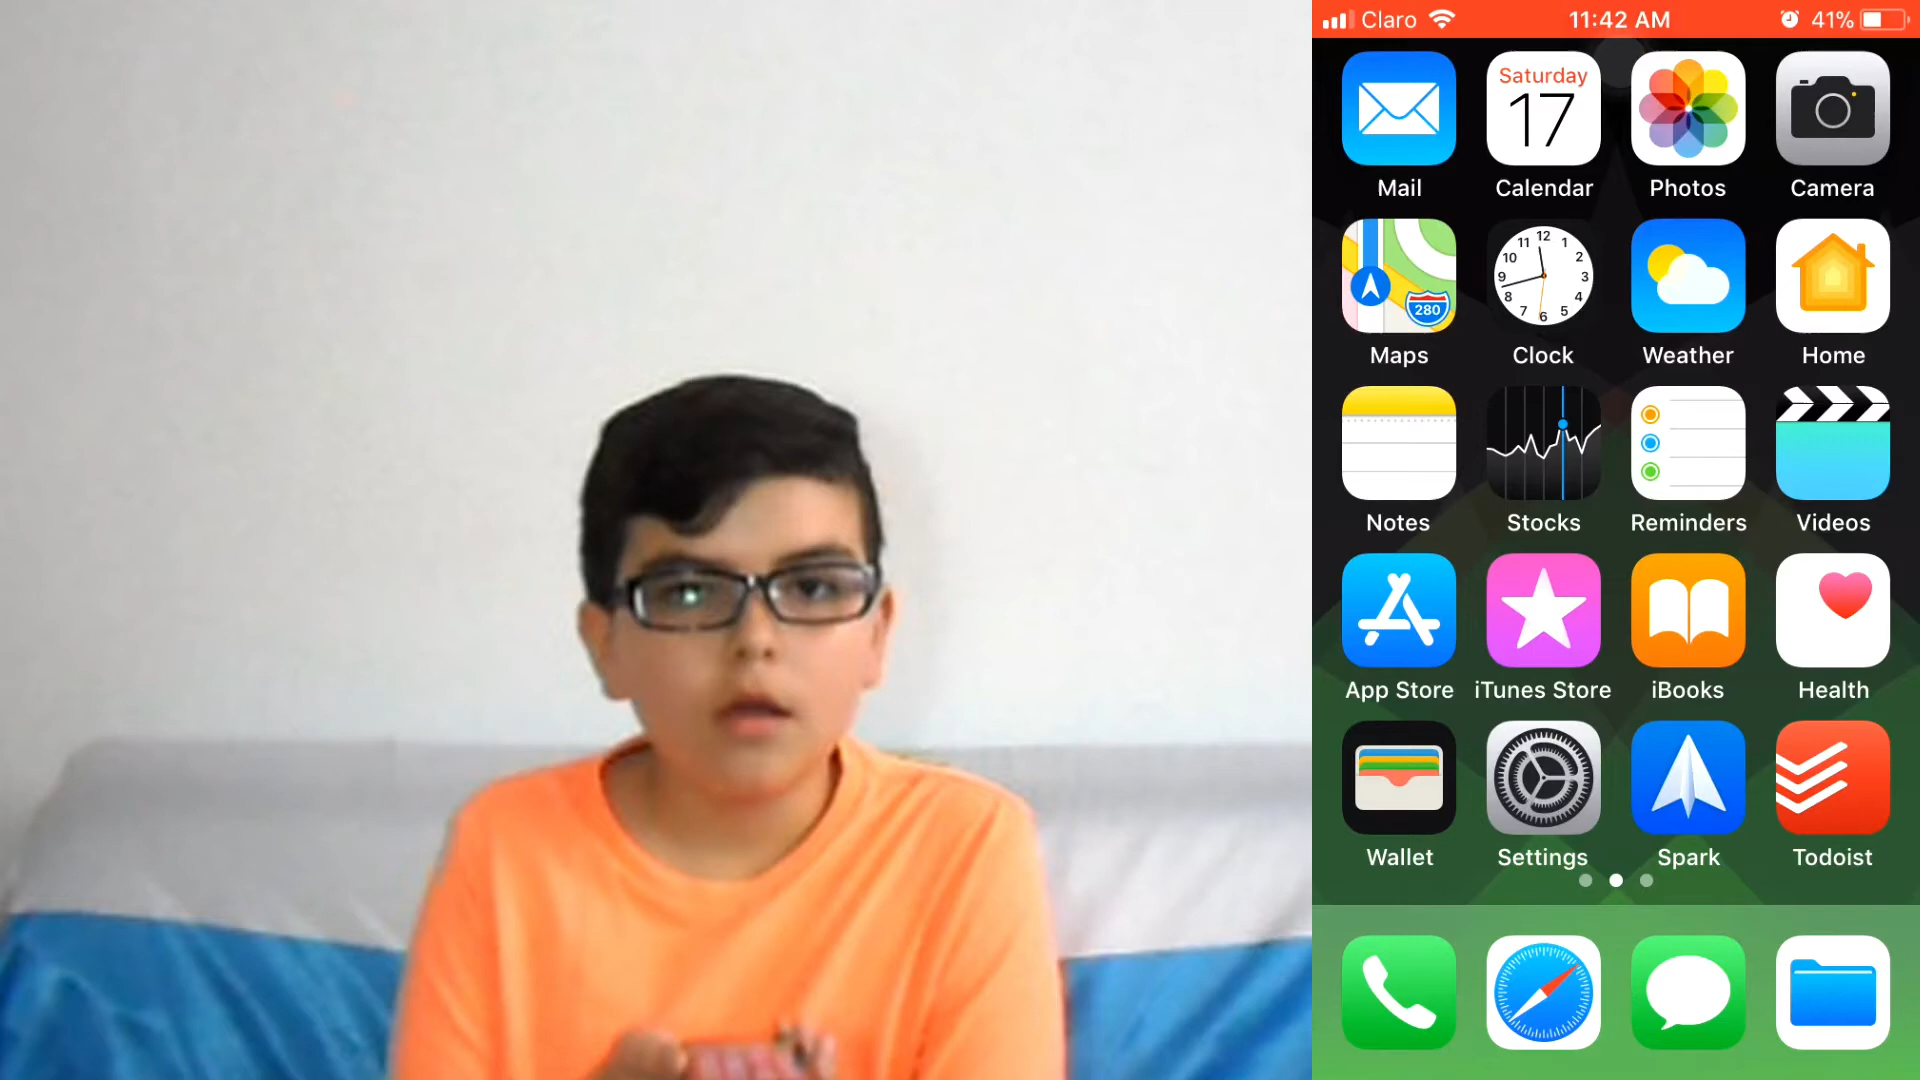 Claro 11:42 AM 41%
Saturday
17
Mail Calendar Photos Camera
12
11 1
10 2
9 3
8 4
7 5
6
280
Maps Clock Weather Home
Notes Stocks Reminders Videos
App Store iTunes Store iBooks Health
Wallet Settings Spark Todoist